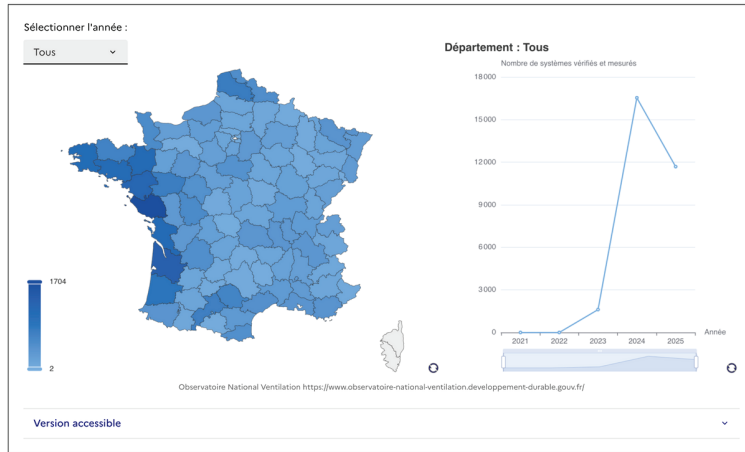 Sélectionner l'année :
Tous
Département : Tous
Nombre de systèmes vérifiés et mesurés
18000
15000
12000
9000
6000
3000
0
2021 2022 2023 2024 2025
Année
1704
2
Observatoire National Ventilation https://www.observatoire-national-ventilation.developpement-durable.gouv.fr/
Version accessible